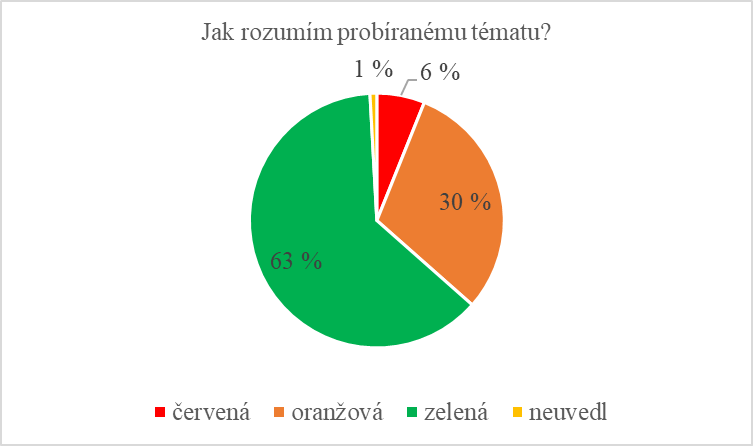 Jak rozumím probíranému tématu?
1 %
6 %
30 %
63 %
červená oranžová zelená neuvedl